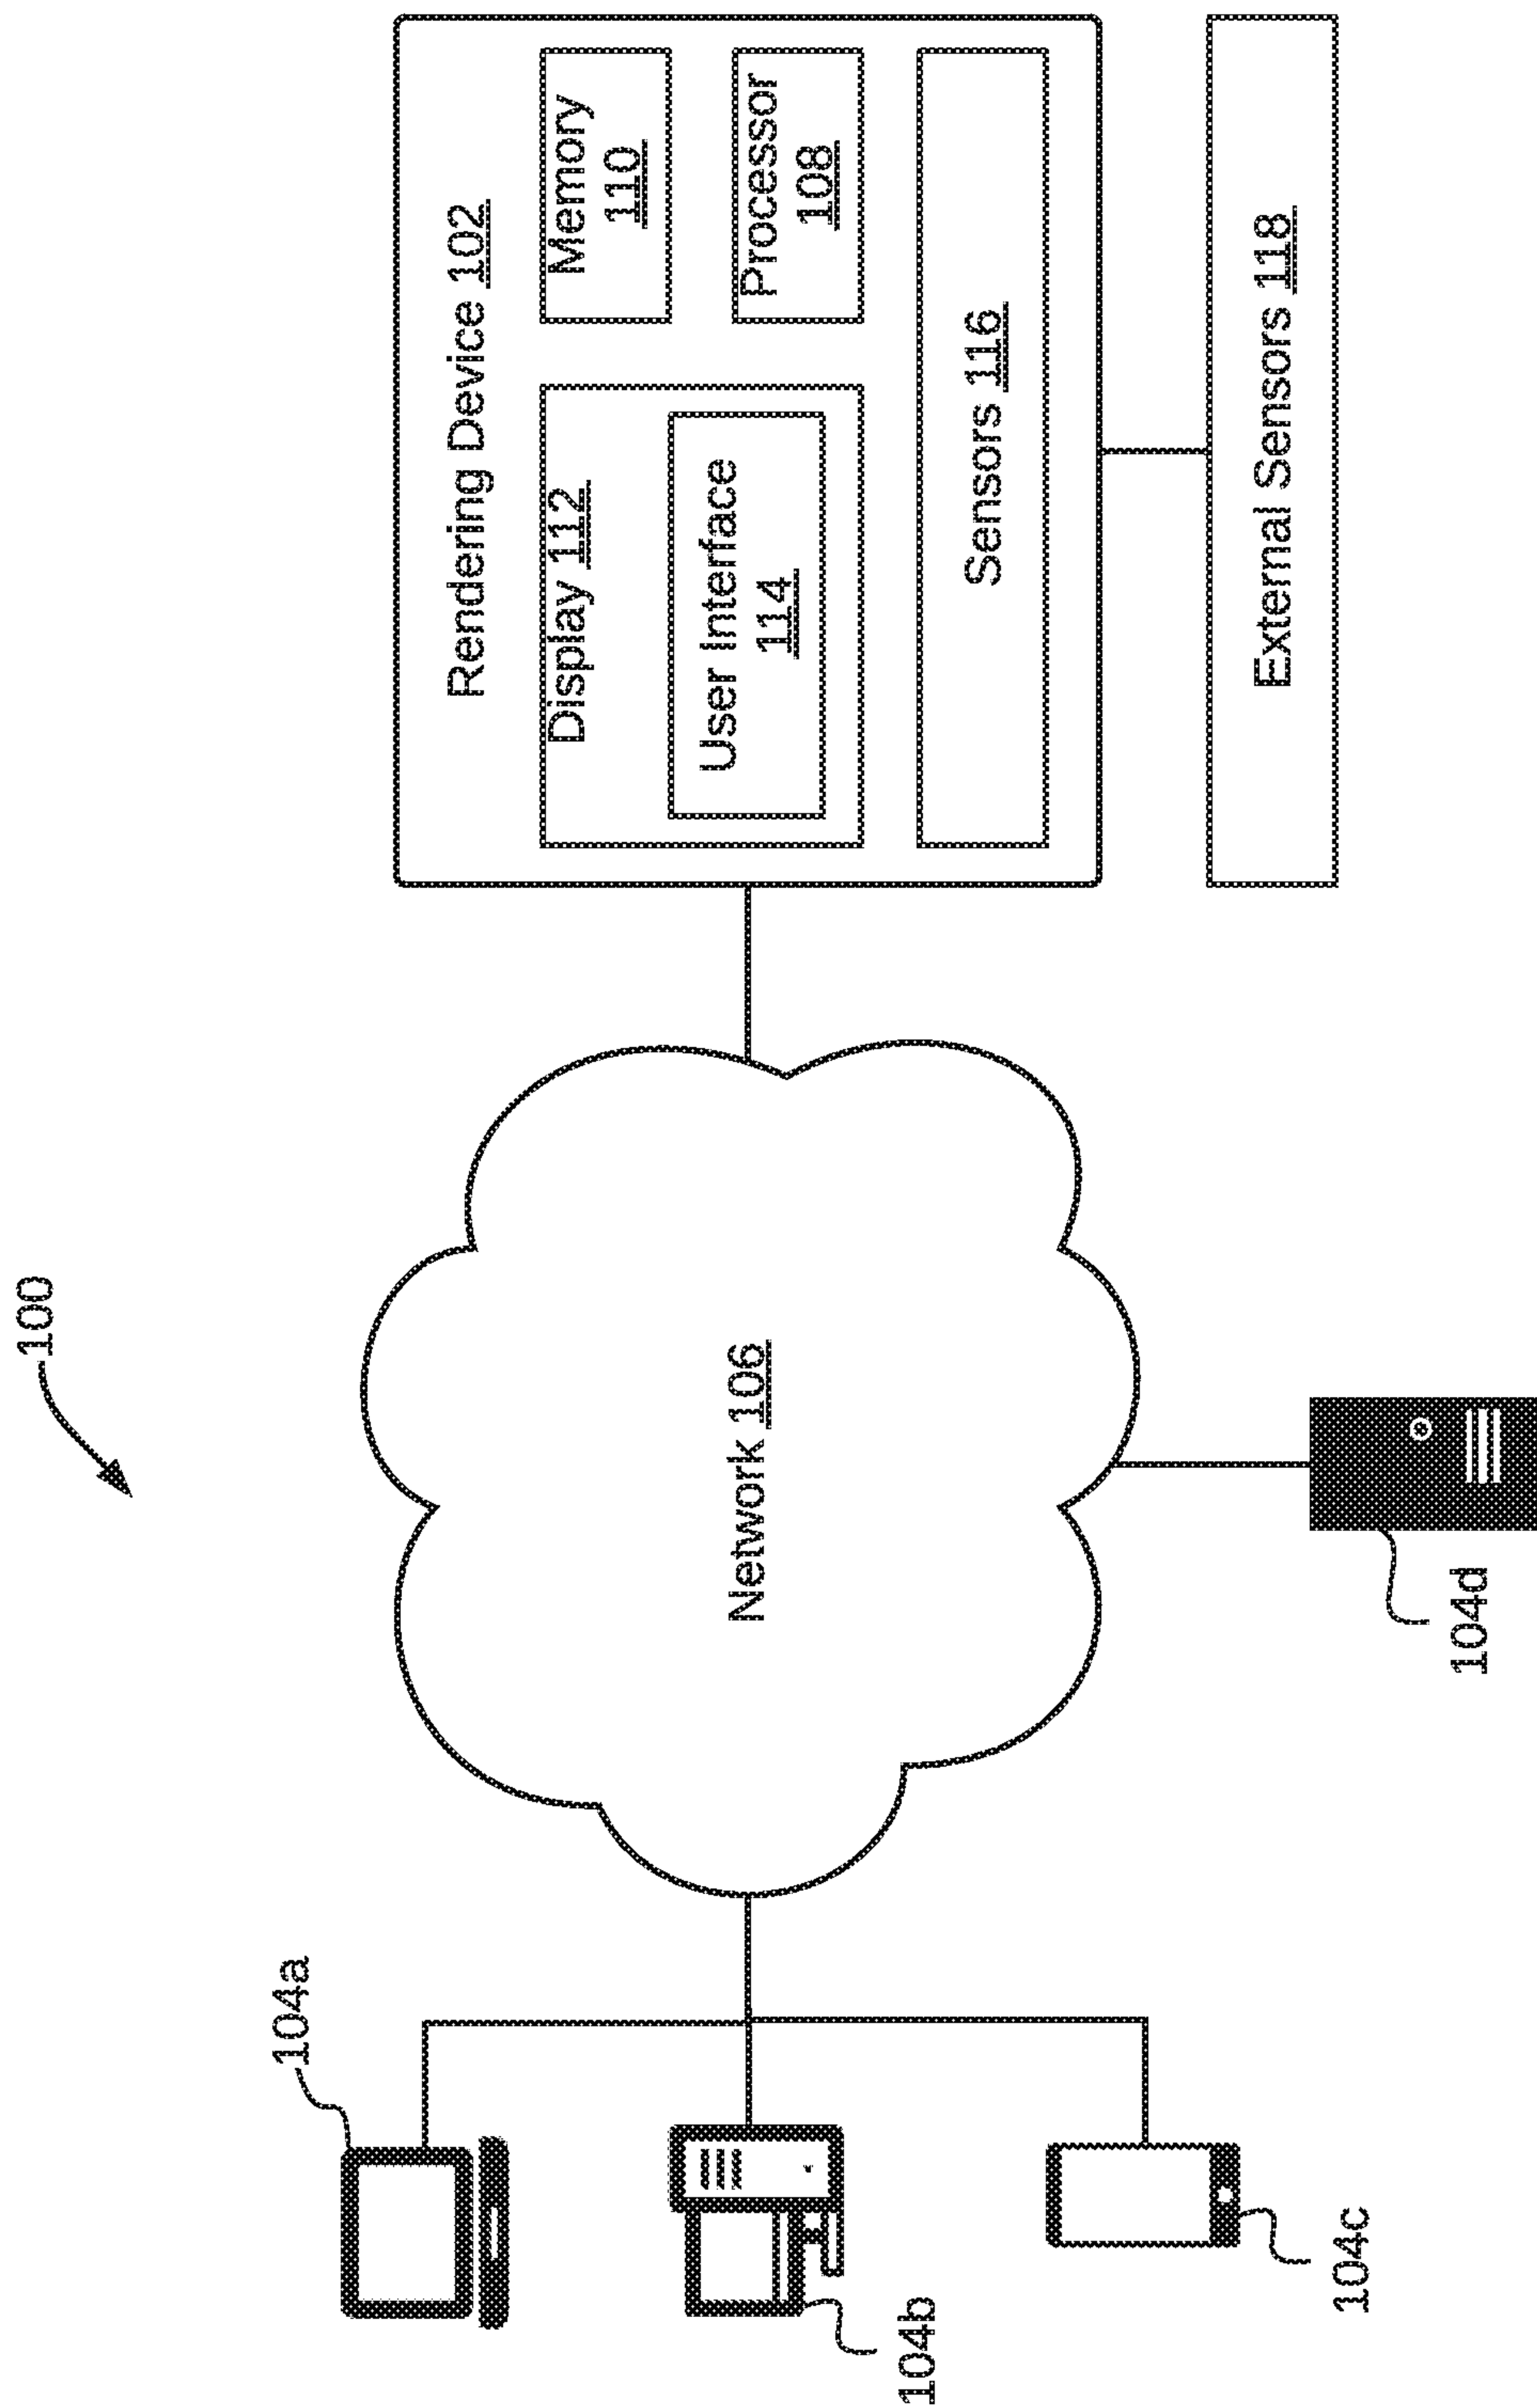 100
104a
104b
104c
Network 106
104d
Rendering Device 102
Display 112
User Interface
114
Memory
110
Processor
108
Sensors 116
External Sensors 118